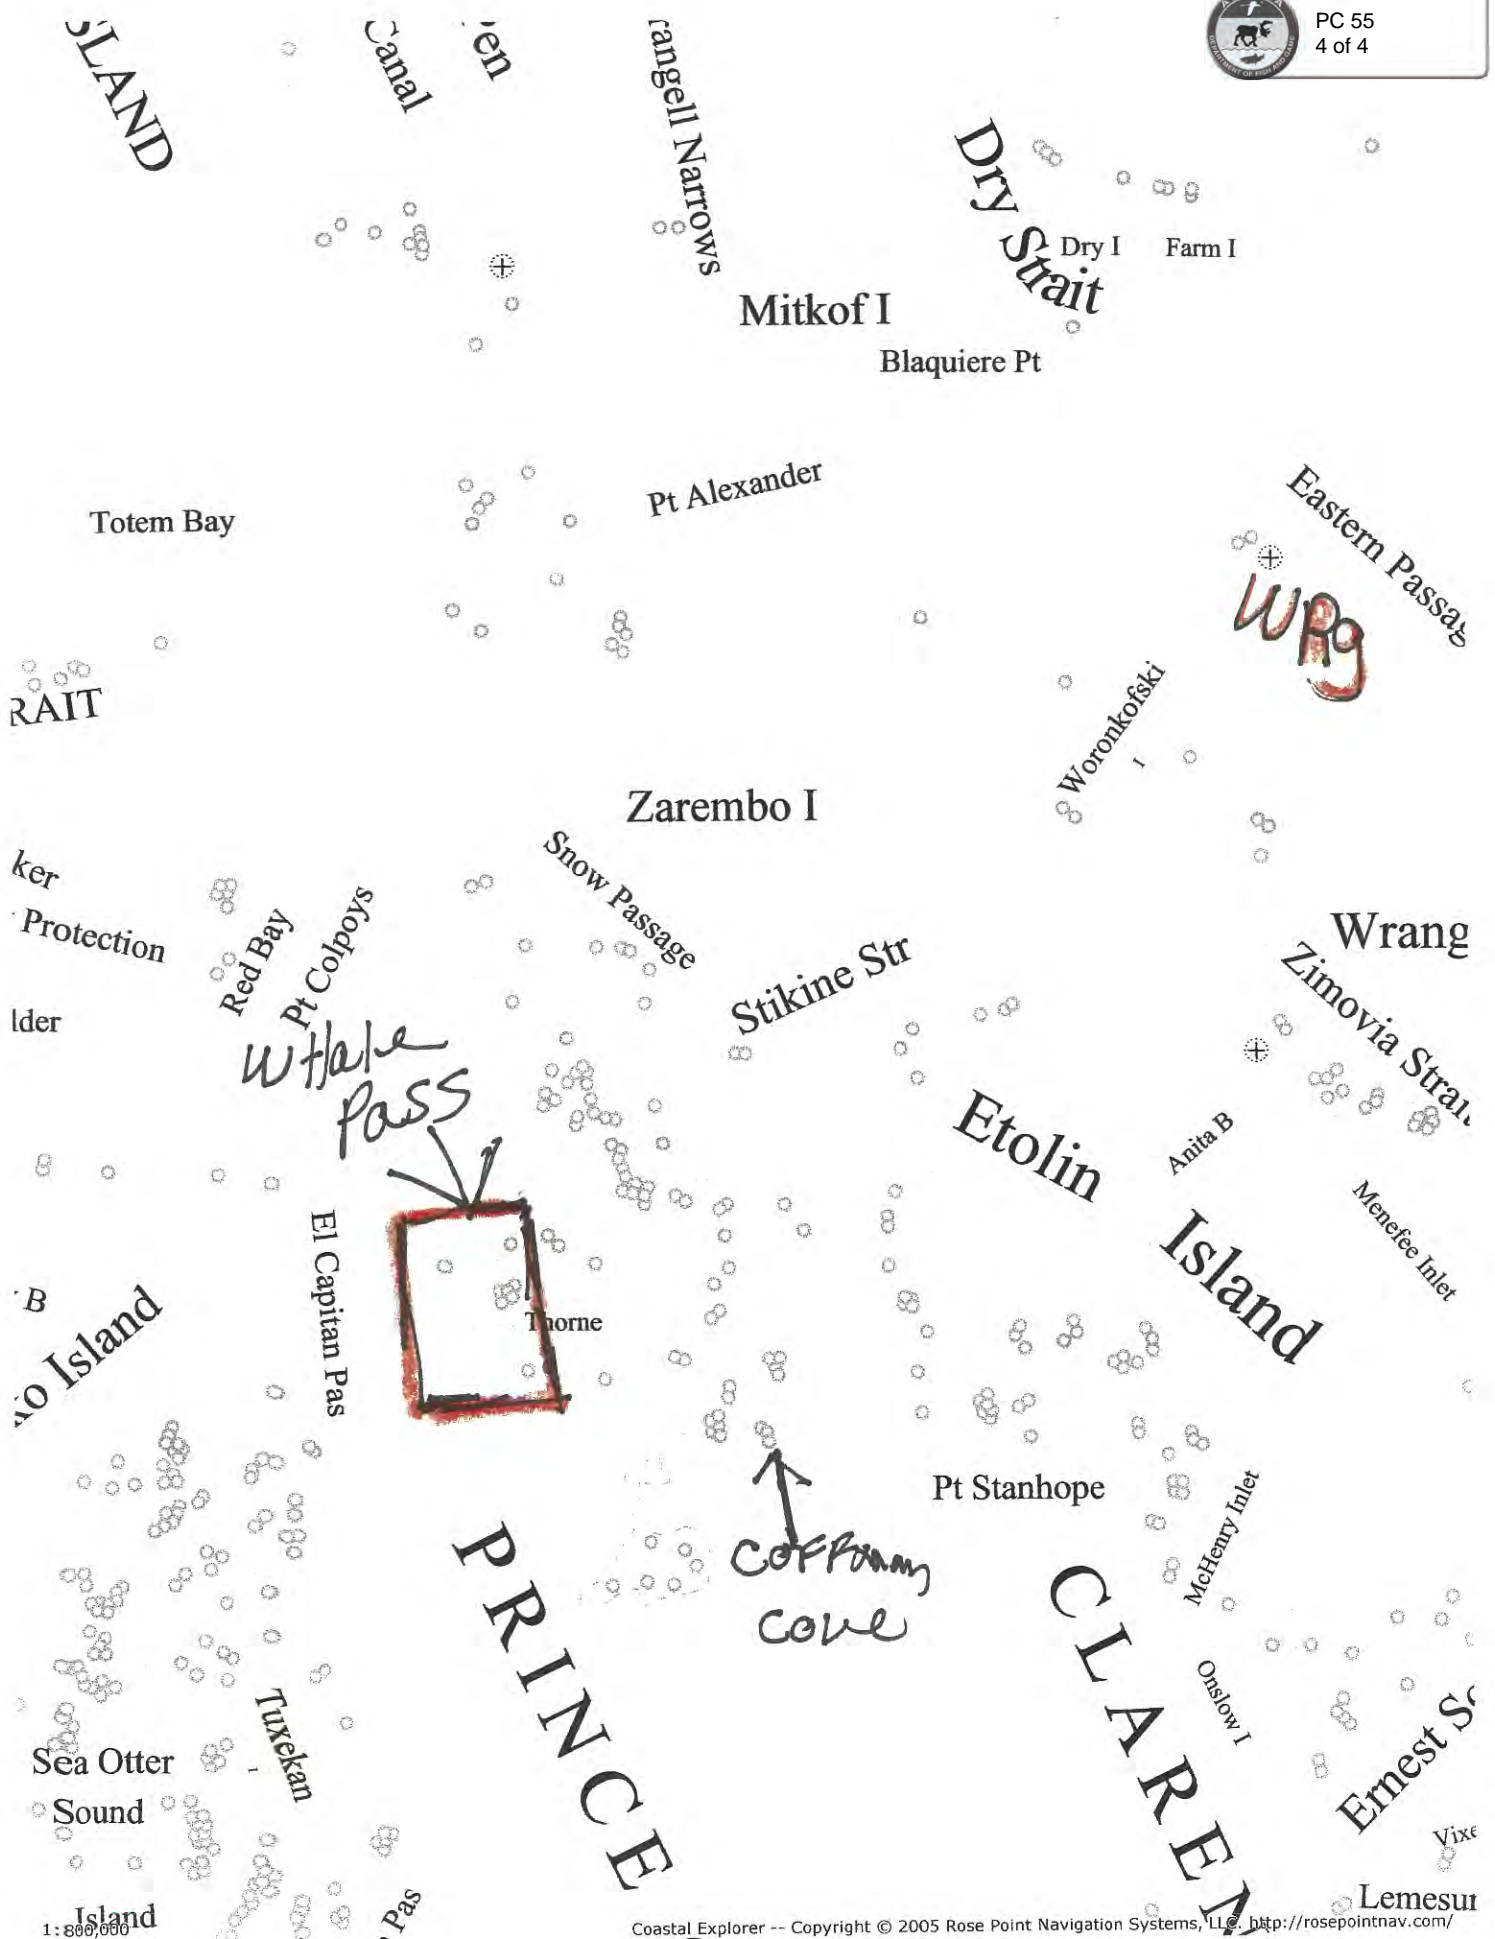 PC 55
4 of 4
SLAND
Canal
en
rangell Narrows
Dry Strait
Dry I
Farm I
Mitkof I
Blaquiere Pt
Totem Bay
Pt Alexander
Eastern Passag
WRg
RAIT
Woronkofski
I
Zarembo I
ker
Protection
Snow Passage
Red Bay
Pt Colpoys
Wrang
Stikine Str
Zimovia Strait
lder
WHale
Pass
Etolin
Island
Anita B
Menefee Inlet
El Capitan Pas
B
ko Island
Thorne
Pt Stanhope
McHenry Inlet
Cove
PRINCE
CLAREN
Onslow I
Tuxekan
I
Sea Otter
Sound
Ernest S
Vixe
Lemesur
Island
Pas
1:800,000
Coastal Explorer -- Copyright © 2005 Rose Point Navigation Systems, LLC. http://rosepointnav.com/